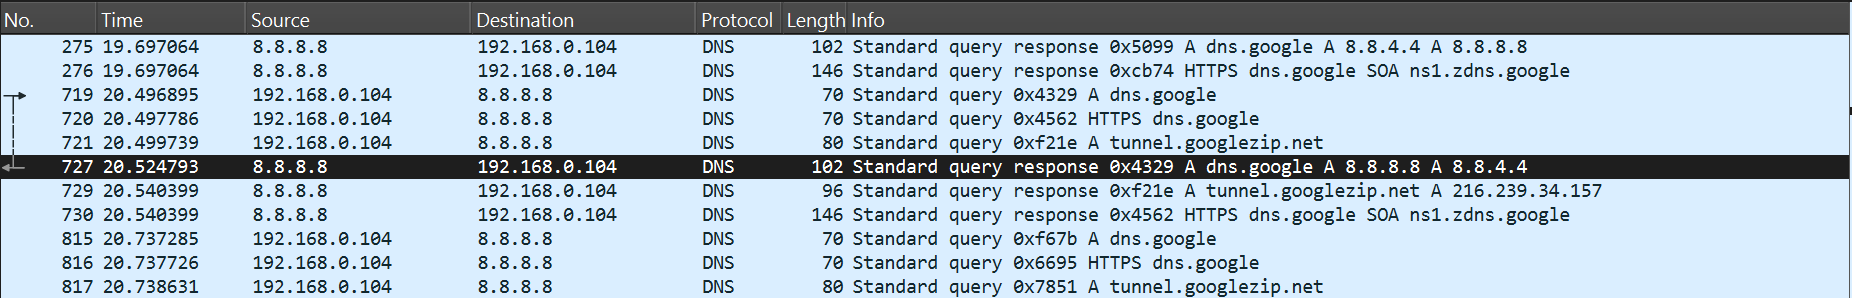 No. Time Source Destination Protocol Length Info
275 19.697064 8.8.8.8 192.168.0.104 DNS 102 Standard query response 0x5099 A dns.google A 8.8.4.4 A 8.8.8.8
276 19.697064 8.8.8.8 192.168.0.104 DNS 146 Standard query response 0xcb74 HTTPS dns.google SOA ns1.zdns.google
719 20.496895 192.168.0.104 8.8.8.8 DNS 70 Standard query 0x4329 A dns.google
720 20.497786 192.168.0.104 8.8.8.8 DNS 70 Standard query 0x4562 HTTPS dns.google
721 20.499739 192.168.0.104 8.8.8.8 DNS 80 Standard query 0xf21e A tunnel.googlezip.net
727 20.524793 8.8.8.8 192.168.0.104 DNS 102 Standard query response 0x4329 A dns.google A 8.8.8.8 A 8.8.4.4
729 20.540399 8.8.8.8 192.168.0.104 DNS 96 Standard query response 0xf21e A tunnel.googlezip.net A 216.239.34.157
730 20.540399 8.8.8.8 192.168.0.104 DNS 146 Standard query response 0x4562 HTTPS dns.google SOA ns1.zdns.google
815 20.737285 192.168.0.104 8.8.8.8 DNS 70 Standard query 0xf67b A dns.google
816 20.737726 192.168.0.104 8.8.8.8 DNS 70 Standard query 0x6695 HTTPS dns.google
817 20.738631 192.168.0.104 8.8.8.8 DNS 80 Standard query 0x7851 A tunnel.googlezip.net